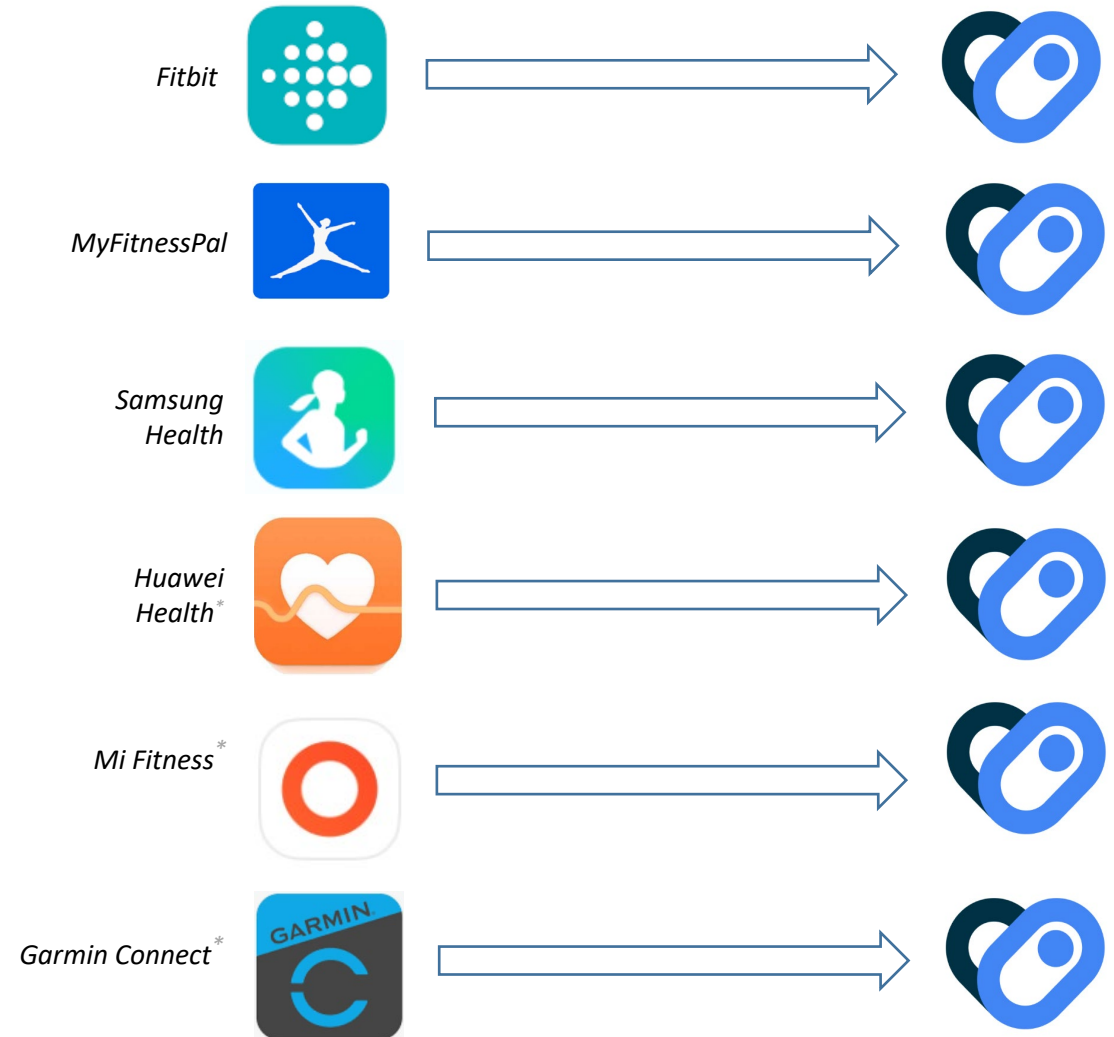 Fitbit
MyFitnessPal
Samsung
Health
Huawei
Health*
Mi Fitness*
Garmin Connect*
GARMIN.